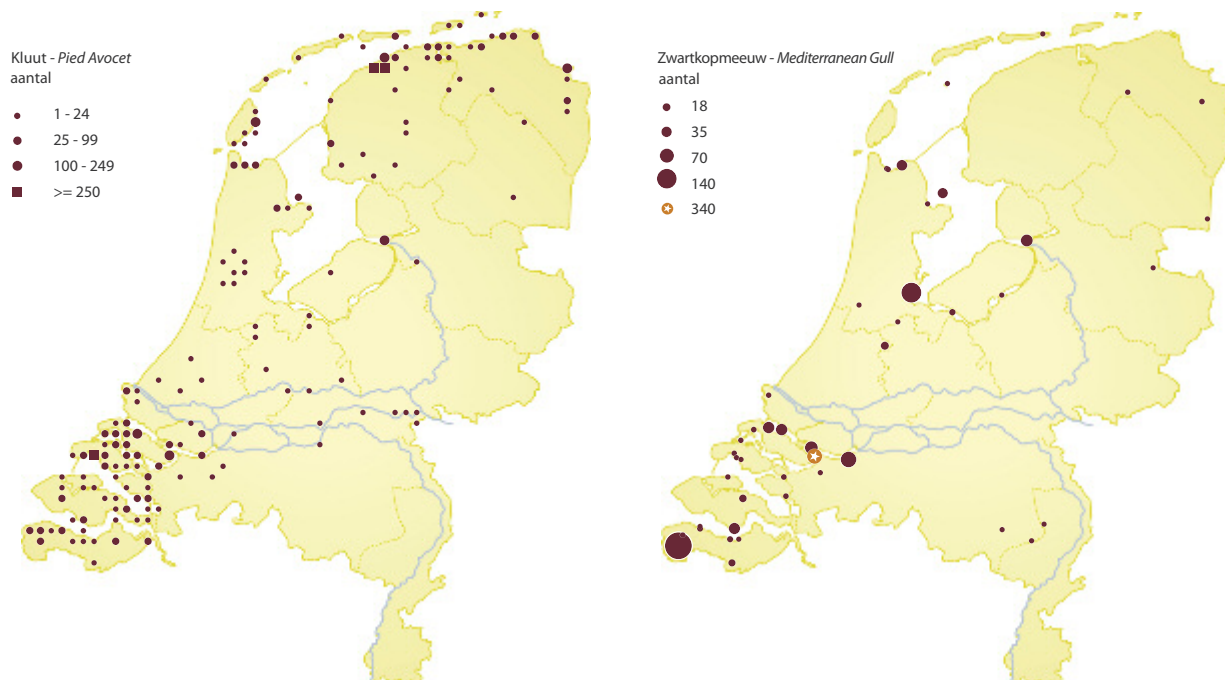 Kluut - Pied Avocet
aantal
1 - 24
25 - 99
100 - 249
>= 250
Zwartkopmeeuw - Mediterranean Gull
aantal
18
35
70
140
340